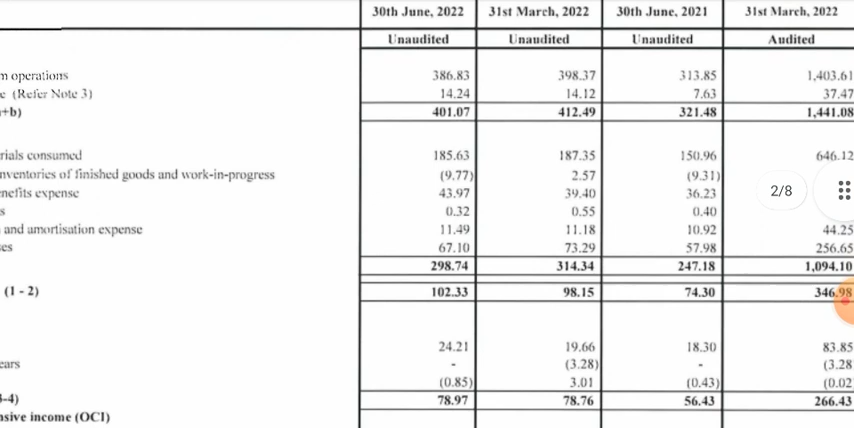 30th June, 2022 31st March, 2022 30th June, 2021 31st March, 2022
Unaudited Unaudited Unaudited Audited
m operations 386.83 398.37 313.85 1,403.61
e (Refer Note 3) 14.24 14.12 7.63 37.47
+b) 401.07 412.49 321.48 1,441.08
rials consumed 185.63 187.35 150.96 646.12
nventories of finished goods and work-in-progress (9.77) 2.57 (9.31)
nefits expense 43.97 39.40 36.23
2/8
s 0.32 0.55 0.40
and amortisation expense 11.49 11.18 10.92 44.25
ses 67.10 73.29 57.98 256.65
298.74 314.34 247.18 1,094.10
(1 - 2) 102.33 98.15 74.30 346.98
24.21 19.66 18.30 83.85
ears - (3.28) - (3.28
(0.85) 3.01 (0.43) (0.02
-4) 78.97 78.76 56.43 266.43
nsive income (OCI)